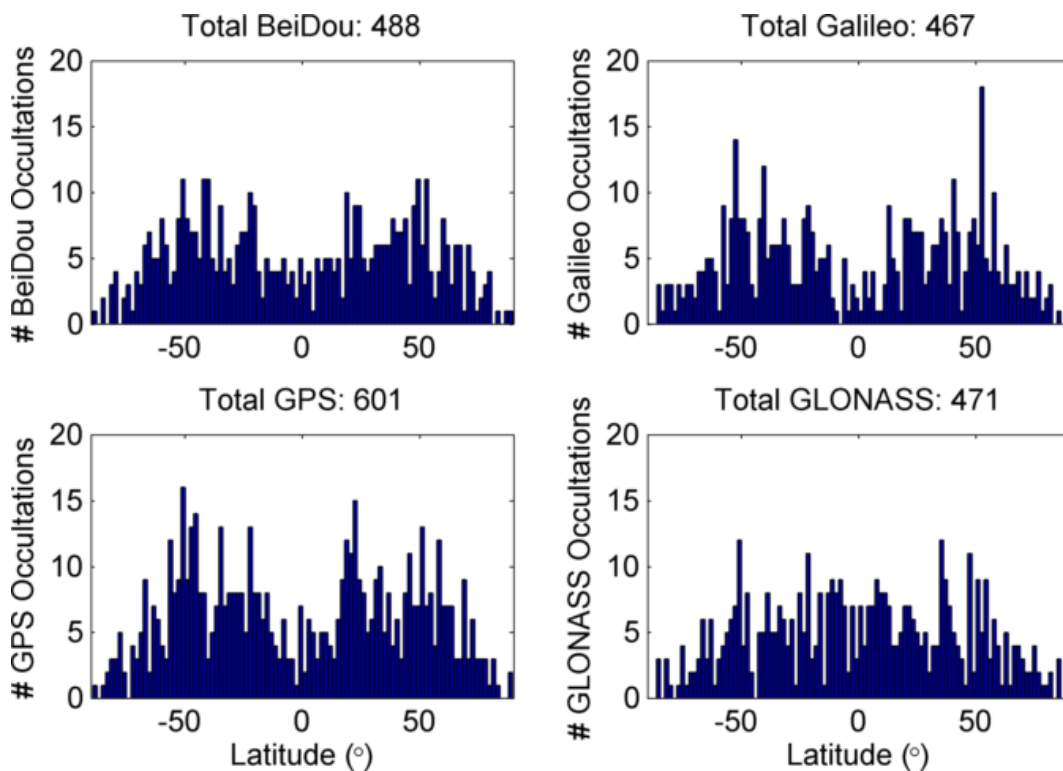 Total BeiDou: 488
# BeiDou Occultations
20
15
10
5
0
-50 0 50
Total Galileo: 467
# Galileo Occultations
20
15
10
5
0
-50 0 50
Total GPS: 601
# GPS Occultations
20
15
10
5
0
-50 0 50
Latitude (°)
Total GLONASS: 471
# GLONASS Occultations
20
15
10
5
0
-50 0 50
Latitude (°)